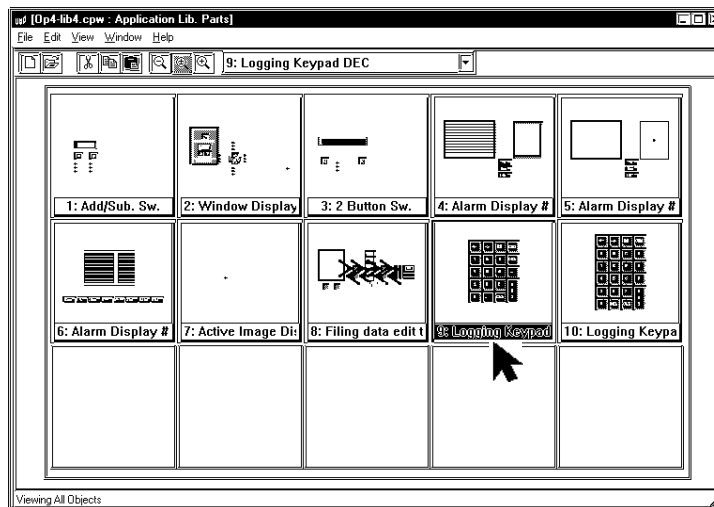 [Op4-lib4.cpw : Application Lib. Parts]
File Edit View Window Help
9: Logging Keypad DEC
1: Add/Sub. Sw.
2: Window Display
3: 2 Button Sw.
4: Alarm Display #
5: Alarm Display #
6: Alarm Display #
7: Active Image Dis
8: Filing data edit t
9: Logging Keypad
10: Logging Keypa
Viewing All Objects